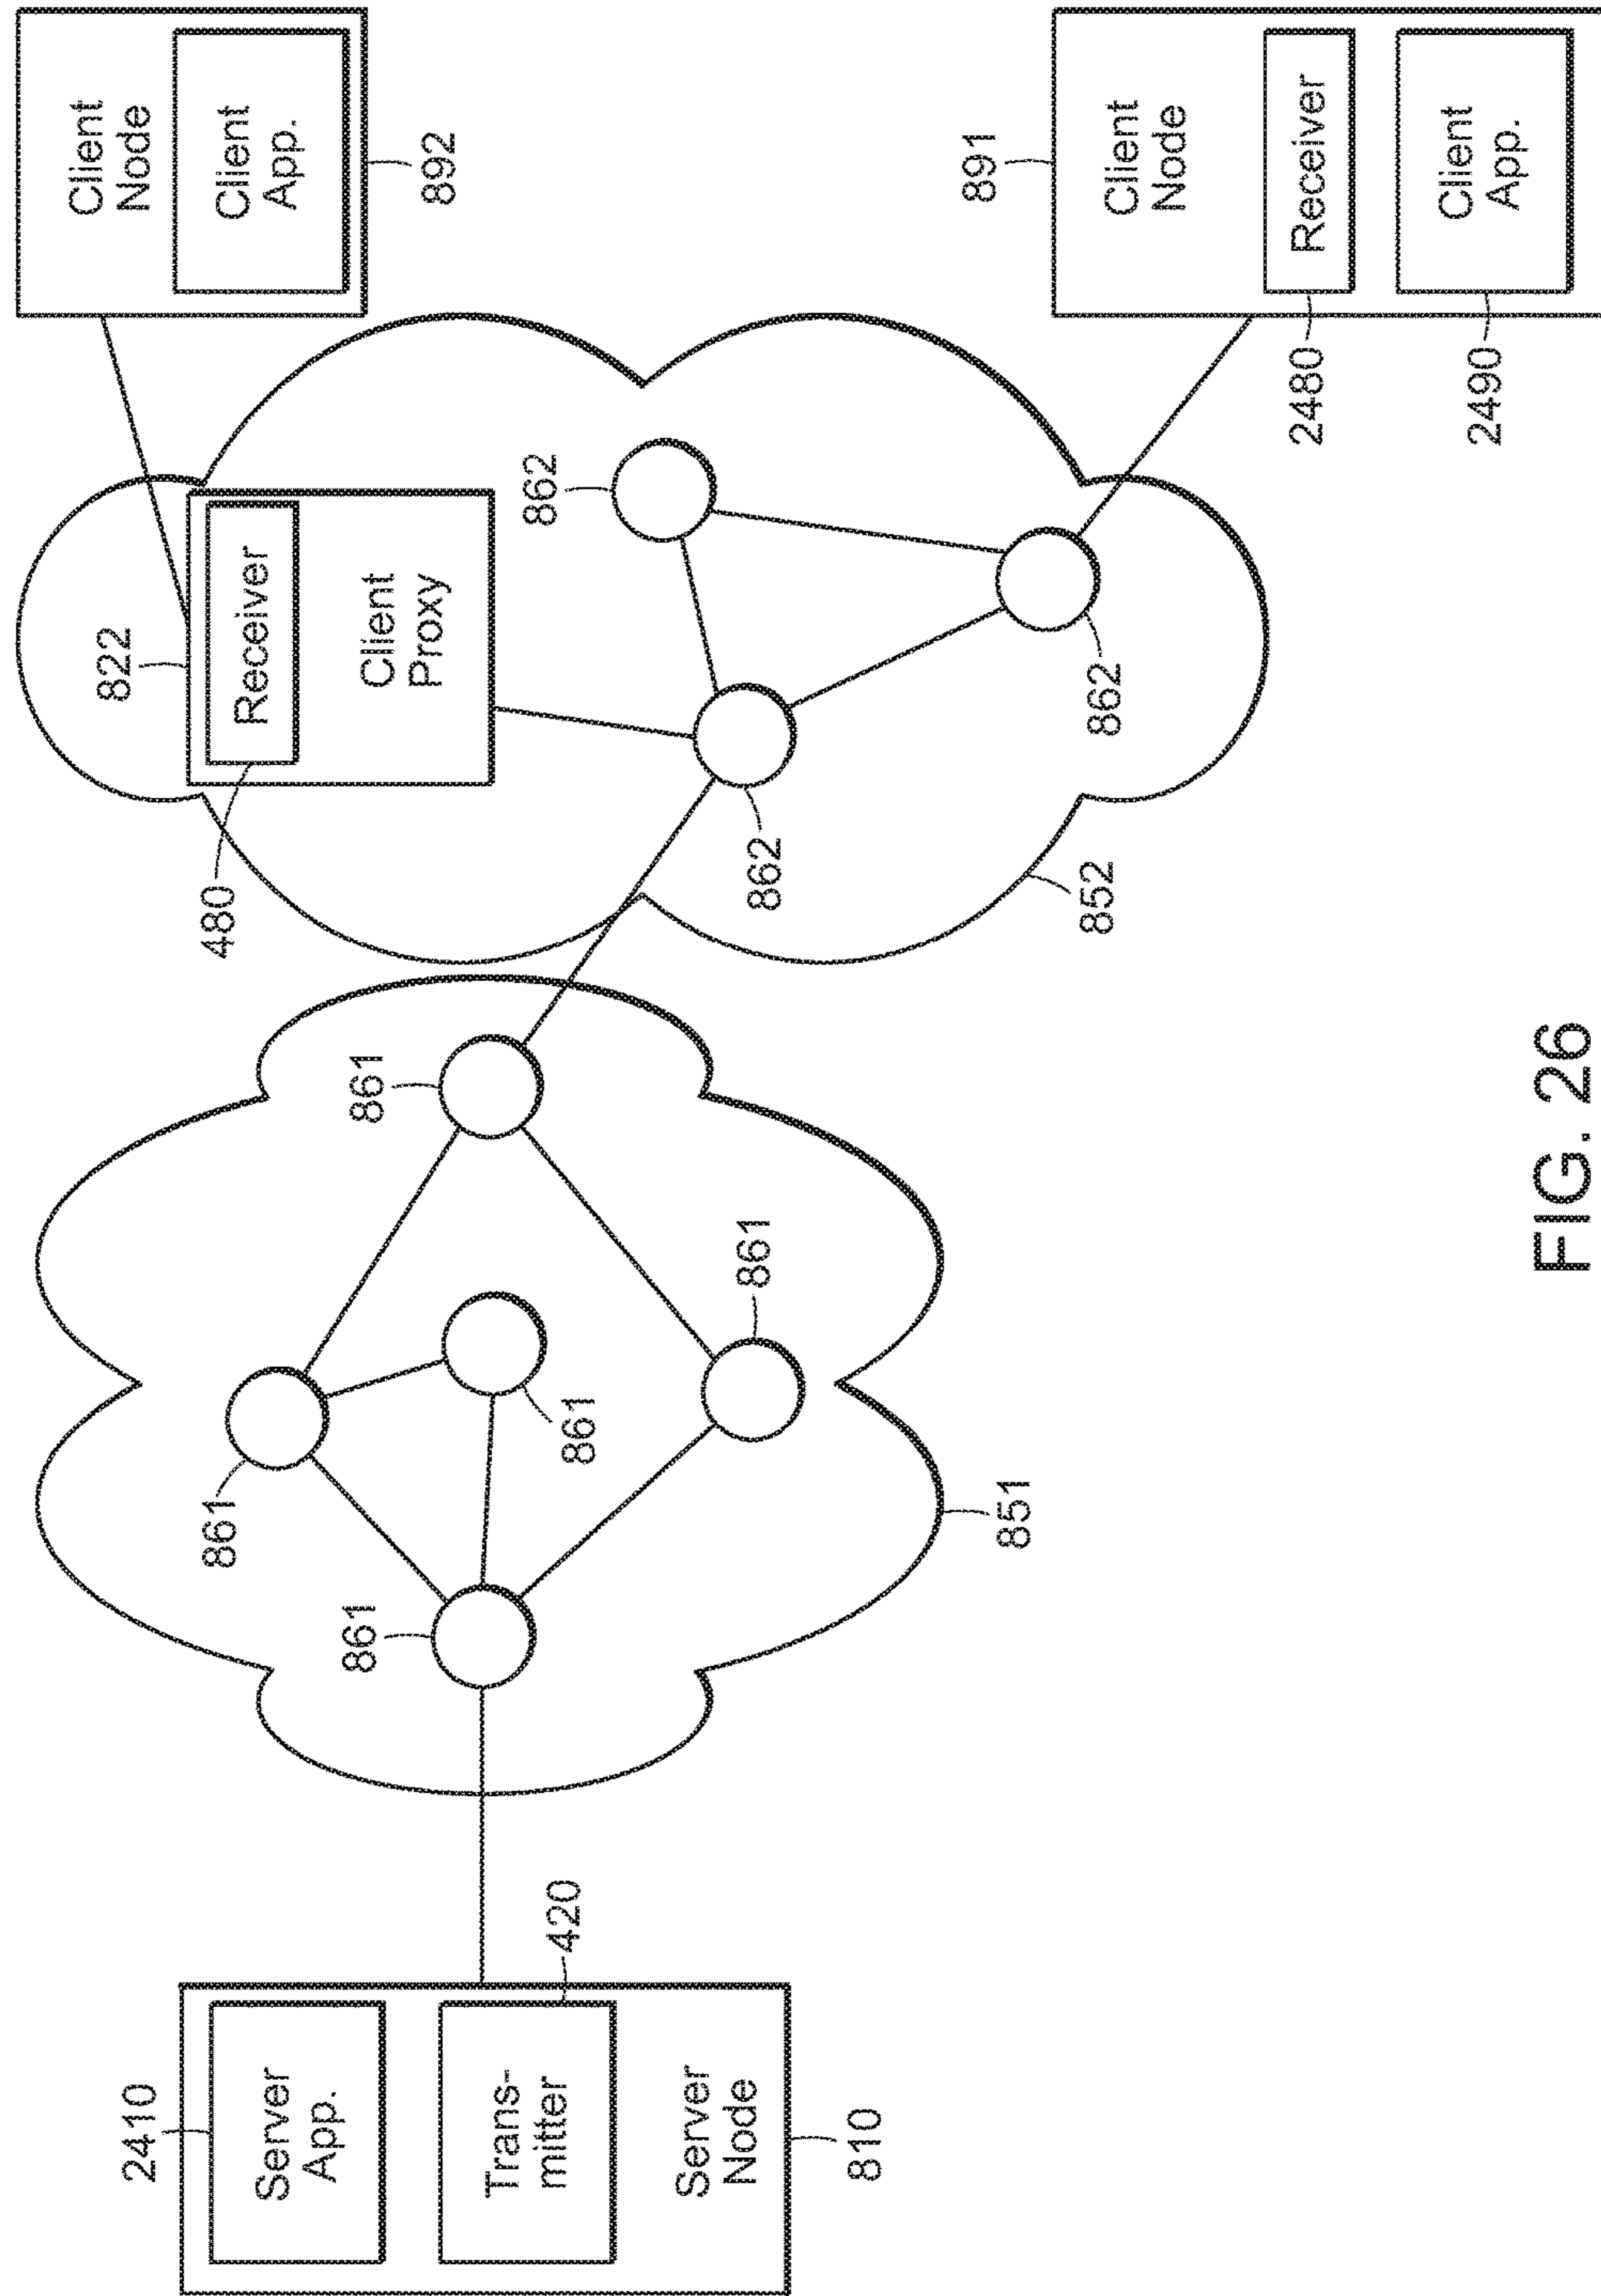 2410
Server
App.
Trans-
mitter
420
Server
Node
810
861
861
861
861
861
851
822
480
Receiver
Client
Proxy
862
862
862
852
Client
Node
Client
App.
892
891
Client
Node
2480
Receiver
2490
Client
App.
FIG. 26